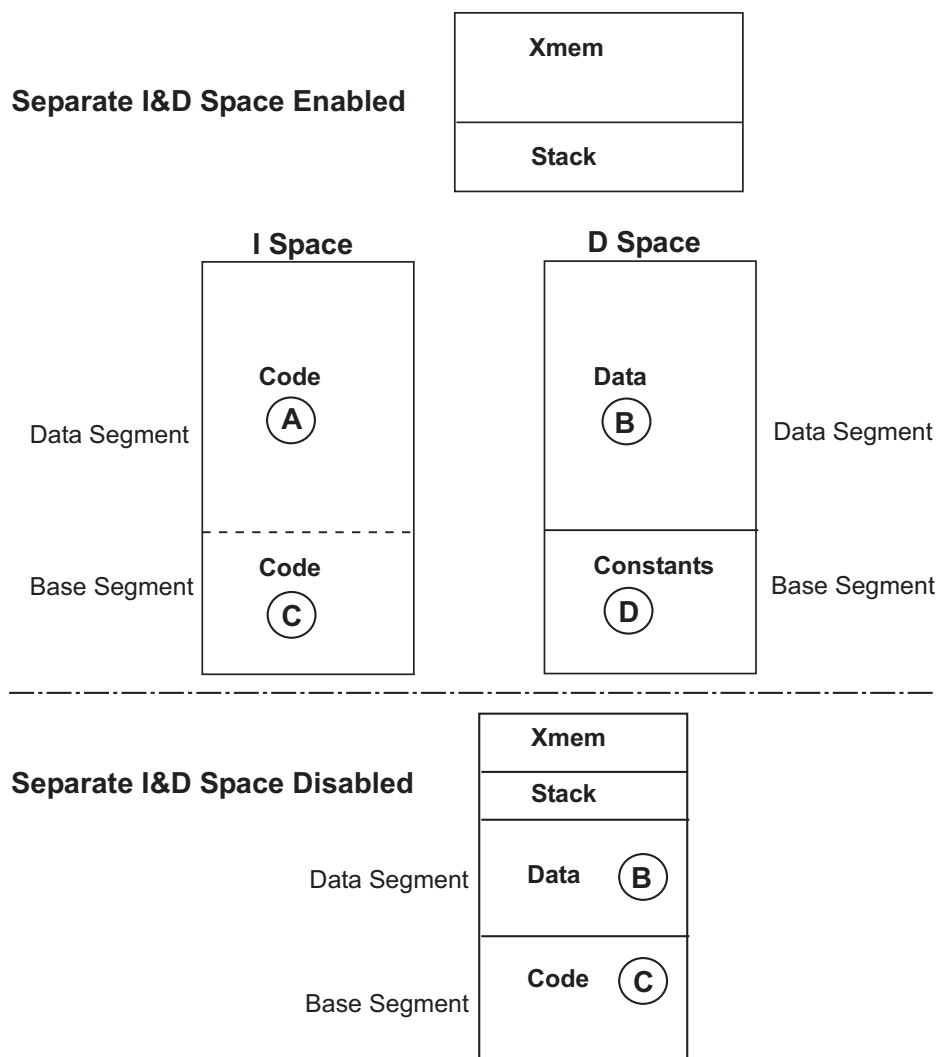 Xmem
Separate I&D Space Enabled
Stack
I Space
D Space
Code
Data
A
B
Data Segment
Data Segment
Code
Constants
Base Segment
Base Segment
C
D
Xmem
Separate I&D Space Disabled
Stack
Data Segment
Data
B
Code
C
Base Segment